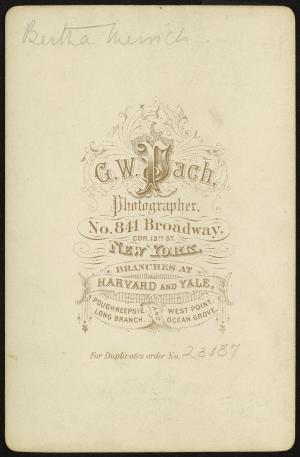 Bertha Merrick
G. W. Pach,
Photographer,
No. 841 Broadway.
COR. 13TH ST.
NEW YORK.
BRANCHES AT
HARVARD AND YALE,
POUGHKEEPSIE AND WEST POINT,
LONG BRANCH. OCEAN GROVE.
For Duplicates order No. 23137